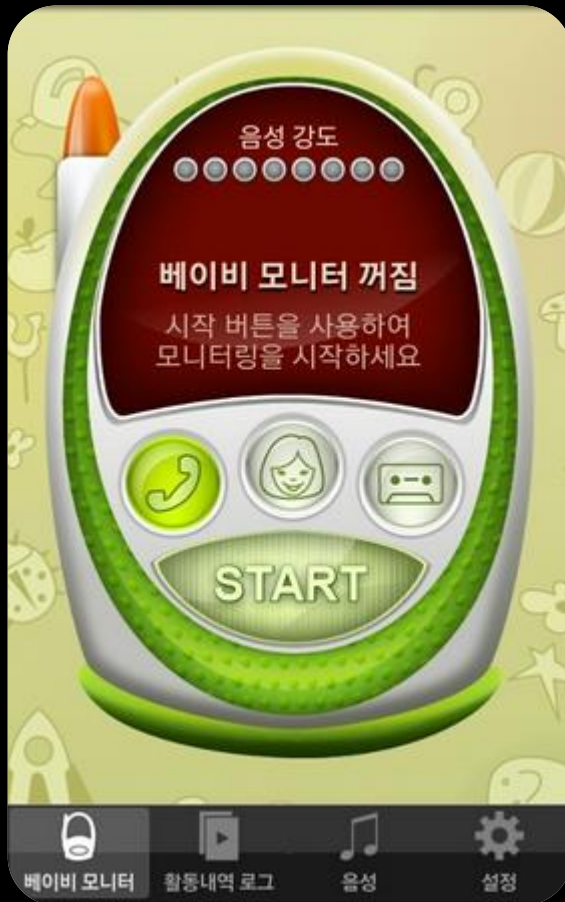 음성 강도
베이비 모니터 꺼짐
시작 버튼을 사용하여
모니터링을 시작하세요
START
베이비 모니터
활동내역 로그
음성
설정